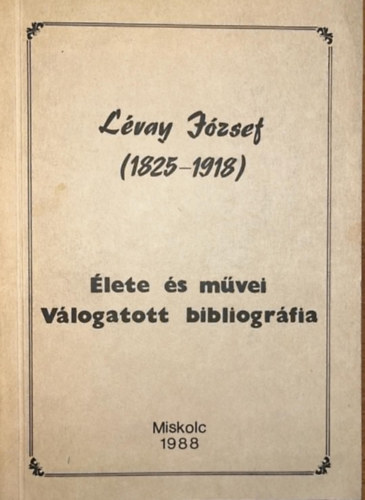 Lévay József
(1825–1918)
Élete és művei
Válogatott bibliográfia
Miskolc
1988